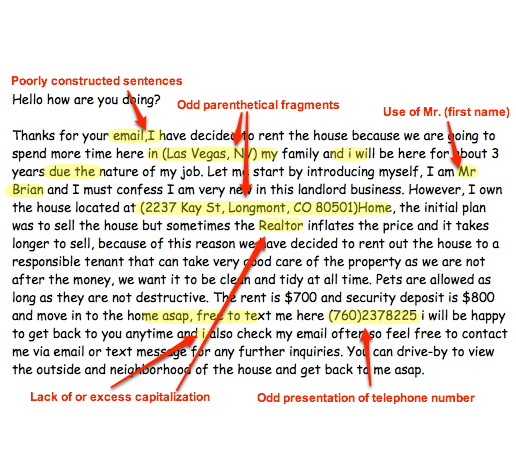 Poorly constructed sentences
Hello how are you doing?
Odd parenthetical fragments
Use of Mr. (first name)
Thanks for your email,I have decided to rent the house because we are going to
spend more time here in (Las Vegas, NV) my family and i will be here for about 3
years due the nature of my job. Let me start by introducing myself, I am Mr
Brian and I must confess I am very new in this landlord business. However, I own
the house located at (2237 Kay St, Longmont, CO 80501)Home, the initial plan
was to sell the house but sometimes the Realtor inflates the price and it takes
longer to sell, because of this reason we have decided to rent out the house to a
responsible tenant that can take very good care of the property as we are not
after the money, we want it to be clean and tidy at all time. Pets are allowed as
long as they are not destructive. The rent is $700 and security deposit is $800
and move in to the home asap, free to text me here (760)2378225 i will be happy
to get back to you anytime and i also check my email often so feel free to contact
me via email or text message for any further inquiries. You can drive-by to view
the outside and neighborhood of the house and get back to me asap.
Lack of or excess capitalization
Odd presentation of telephone number